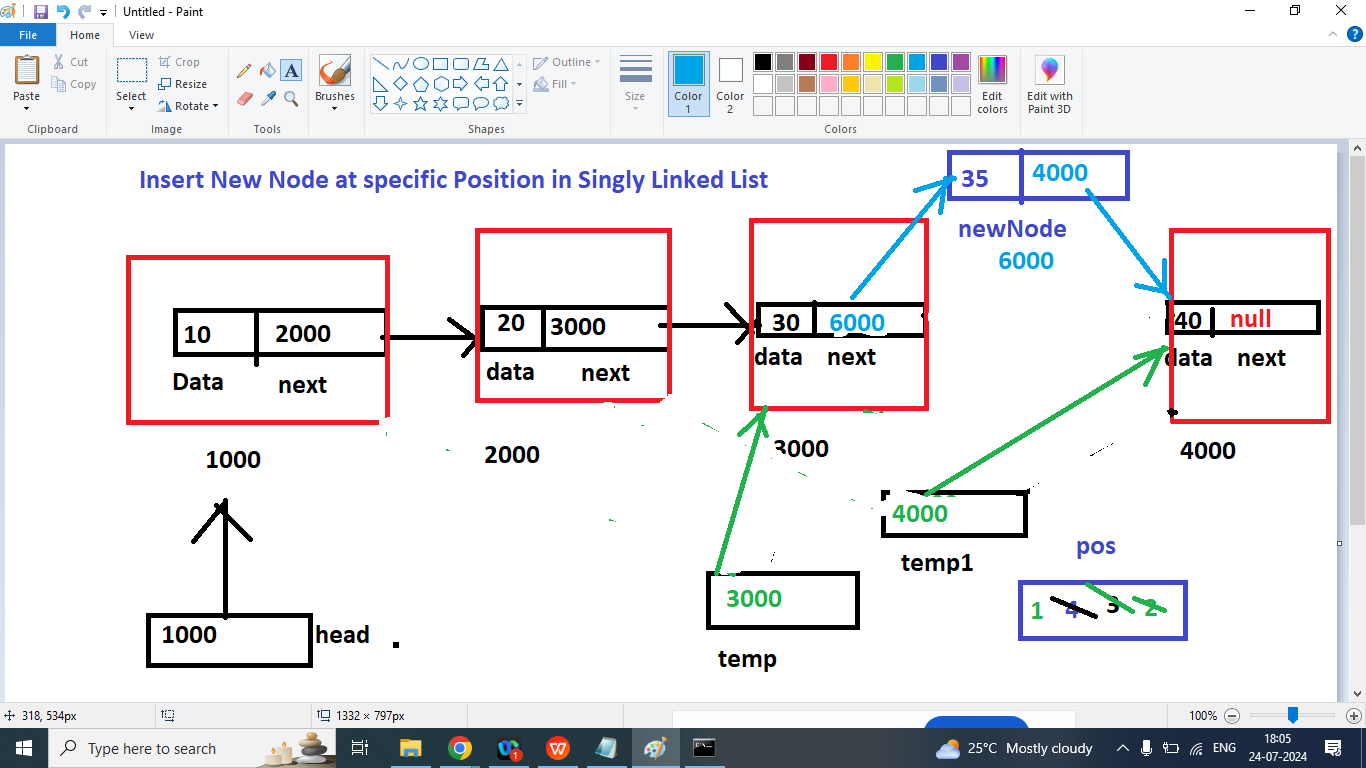 Untitled - Paint
File
Home
View
Paste
Cut
Copy
Clipboard
Select
Crop
Resize
Rotate
Image
A
Tools
Brushes
Outline
Fill
Shapes
Size
Color 1
Color 2
Edit colors
Colors
Edit with Paint 3D
Insert New Node at specific Position in Singly Linked List
35 4000
newNode
6000
10 2000
Data next
1000
20 3000
data next
2000
30 6000
data next
3000
40 null
data next
4000
4000
temp1
3000
temp
pos
1 4 3 2
1000 head
318, 534px
1332 × 797px
100%
Type here to search
1
25°C Mostly cloudy
ENG
18:05
24-07-2024